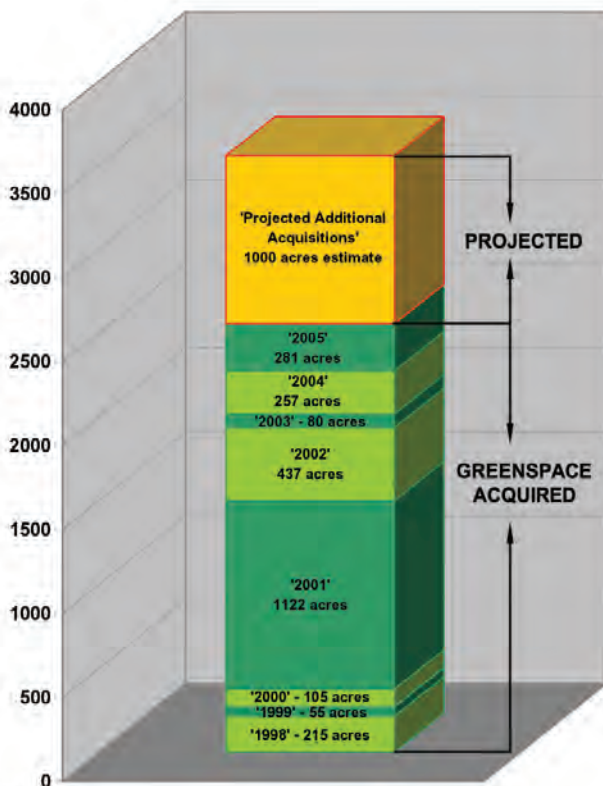 4000
3500
3000
2500
2000
1500
1000
500
0
'Projected Additional
Acquisitions'
1000 acres estimate
'2005'
281 acres
'2004'
257 acres
'2003' - 80 acres
'2002'
437 acres
'2001'
1122 acres
'2000' - 105 acres
'1999' - 55 acres
'1998' - 215 acres
PROJECTED
GREENSPACE
ACQUIRED